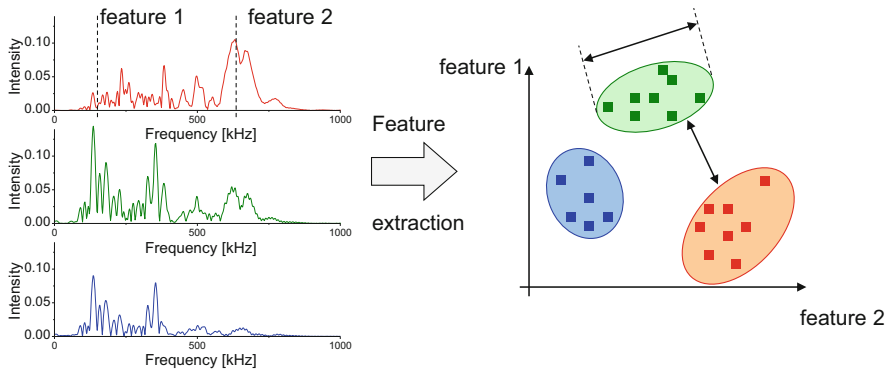 feature 1
feature 2
Intensity
0.10
0.05
0.00
0
500
1000
Frequency [kHz]
Intensity
0.10
0.05
0.00
0
500
1000
Frequency [kHz]
Intensity
0.10
0.05
0.00
0
500
1000
Frequency [kHz]
Feature
extraction
feature 1
feature 2